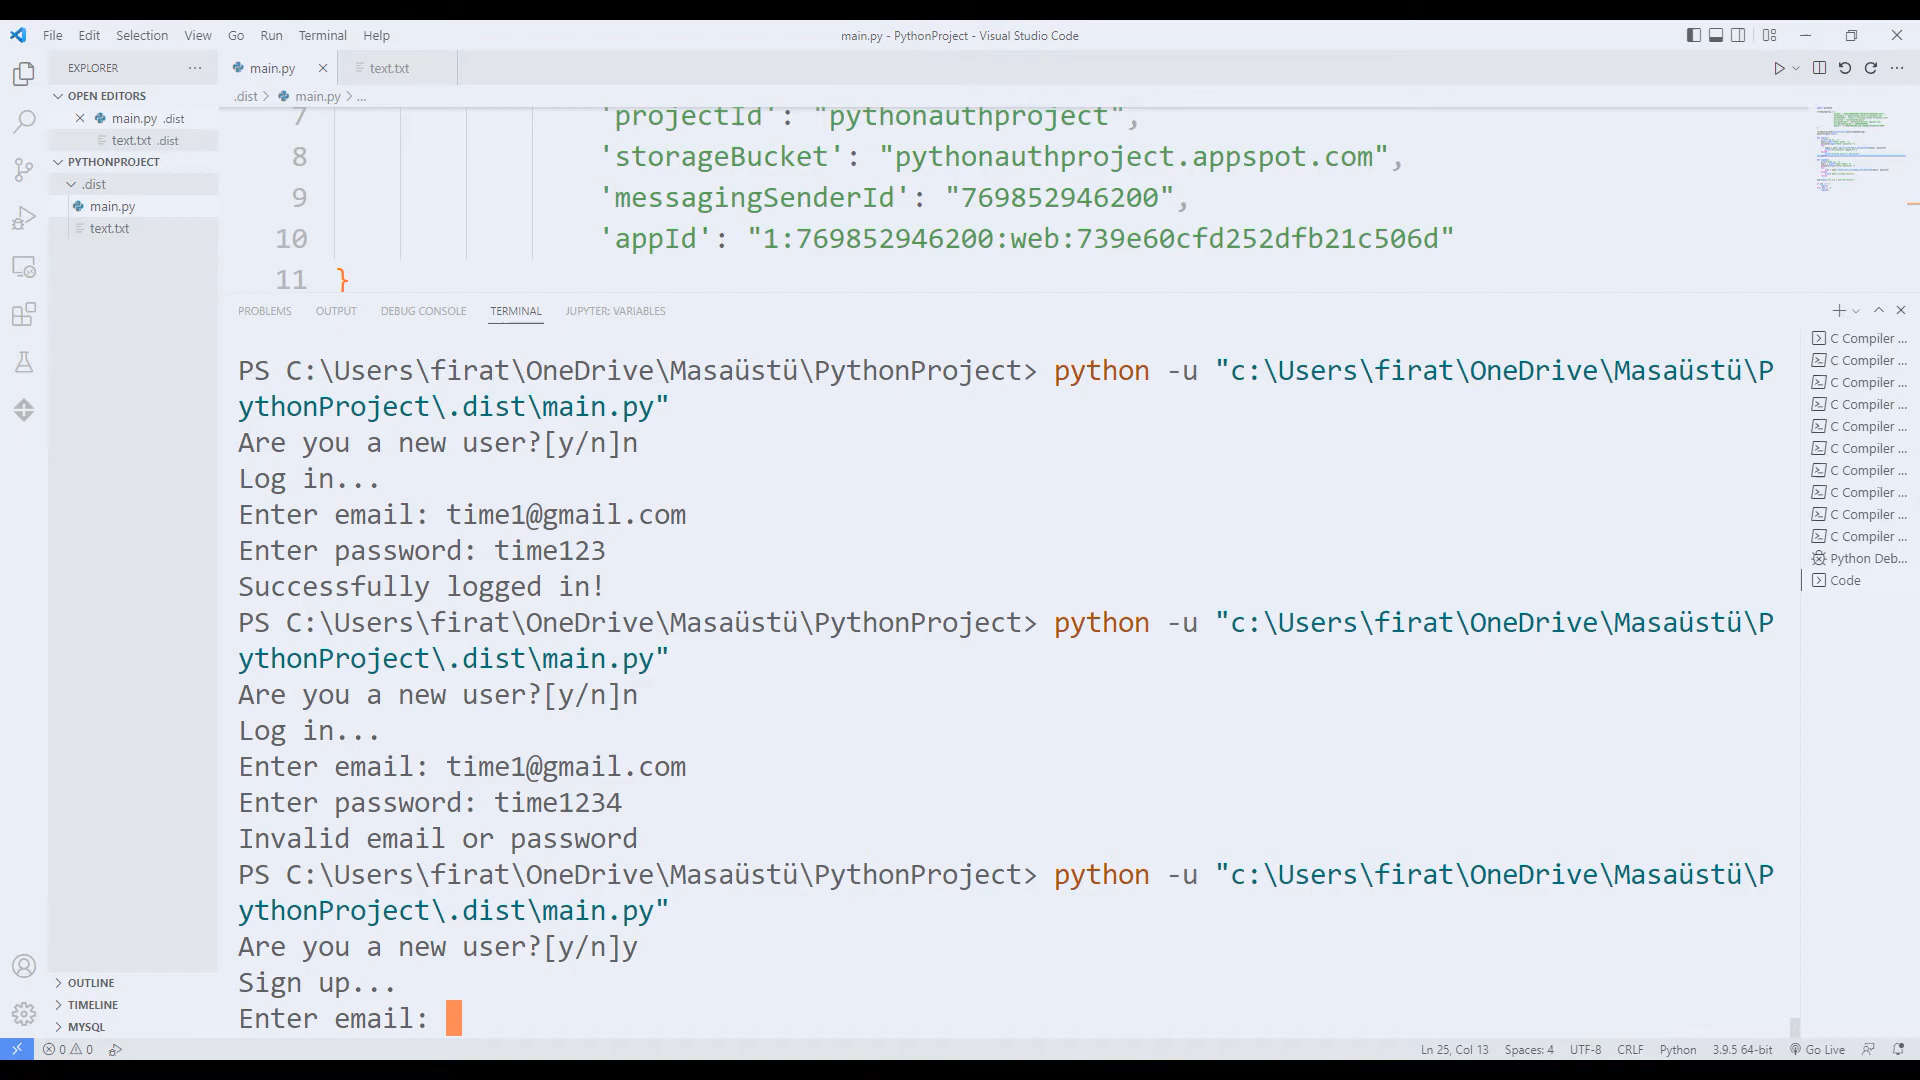 File Edit Selection View Go Run Terminal Help
main.py - PythonProject - Visual Studio Code
EXPLORER
OPEN EDITORS
main.py .dist
text.txt .dist
PYTHONPROJECT
.dist
main.py
text.txt
OUTLINE
TIMELINE
MYSQL
main.py
text.txt
.dist > main.py > ...
7 'projectId': "pythonauthproject",
8 'storageBucket': "pythonauthproject.appspot.com",
9 'messagingSenderId': "769852946200",
10 'appId': "1:769852946200:web:739e60cfd252dfb21c506d"
11 }
PROBLEMS OUTPUT DEBUG CONSOLE TERMINAL JUPYTER: VARIABLES
PS C:\Users\firat\OneDrive\Masaüstü\PythonProject> python -u "c:\Users\firat\OneDrive\Masaüstü\P
ythonProject\.dist\main.py"
Are you a new user?[y/n]n
Log in...
Enter email: time1@gmail.com
Enter password: time123
Successfully logged in!
PS C:\Users\firat\OneDrive\Masaüstü\PythonProject> python -u "c:\Users\firat\OneDrive\Masaüstü\P
ythonProject\.dist\main.py"
Are you a new user?[y/n]n
Log in...
Enter email: time1@gmail.com
Enter password: time1234
Invalid email or password
PS C:\Users\firat\OneDrive\Masaüstü\PythonProject> python -u "c:\Users\firat\OneDrive\Masaüstü\P
ythonProject\.dist\main.py"
Are you a new user?[y/n]y
Sign up...
Enter email:
C Compiler ...
C Compiler ...
C Compiler ...
C Compiler ...
C Compiler ...
C Compiler ...
C Compiler ...
C Compiler ...
C Compiler ...
C Compiler ...
Python Deb...
Code
0 0
Ln 25, Col 13 Spaces: 4 UTF-8 CRLF Python 3.9.5 64-bit Go Live